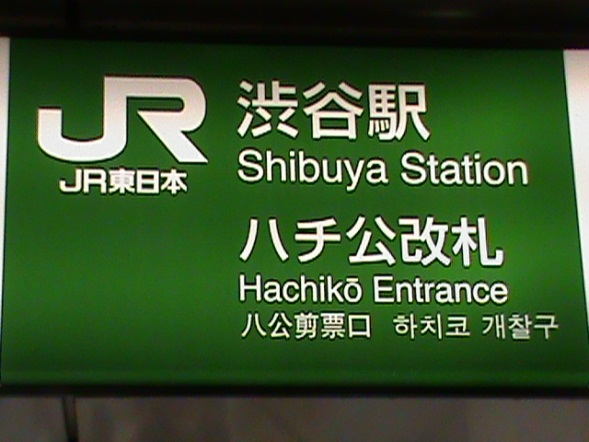 JR
JR東日本
渋谷駅
Shibuya Station
ハチ公改札
Hachikō Entrance
八公剪票口 하치코 개찰구